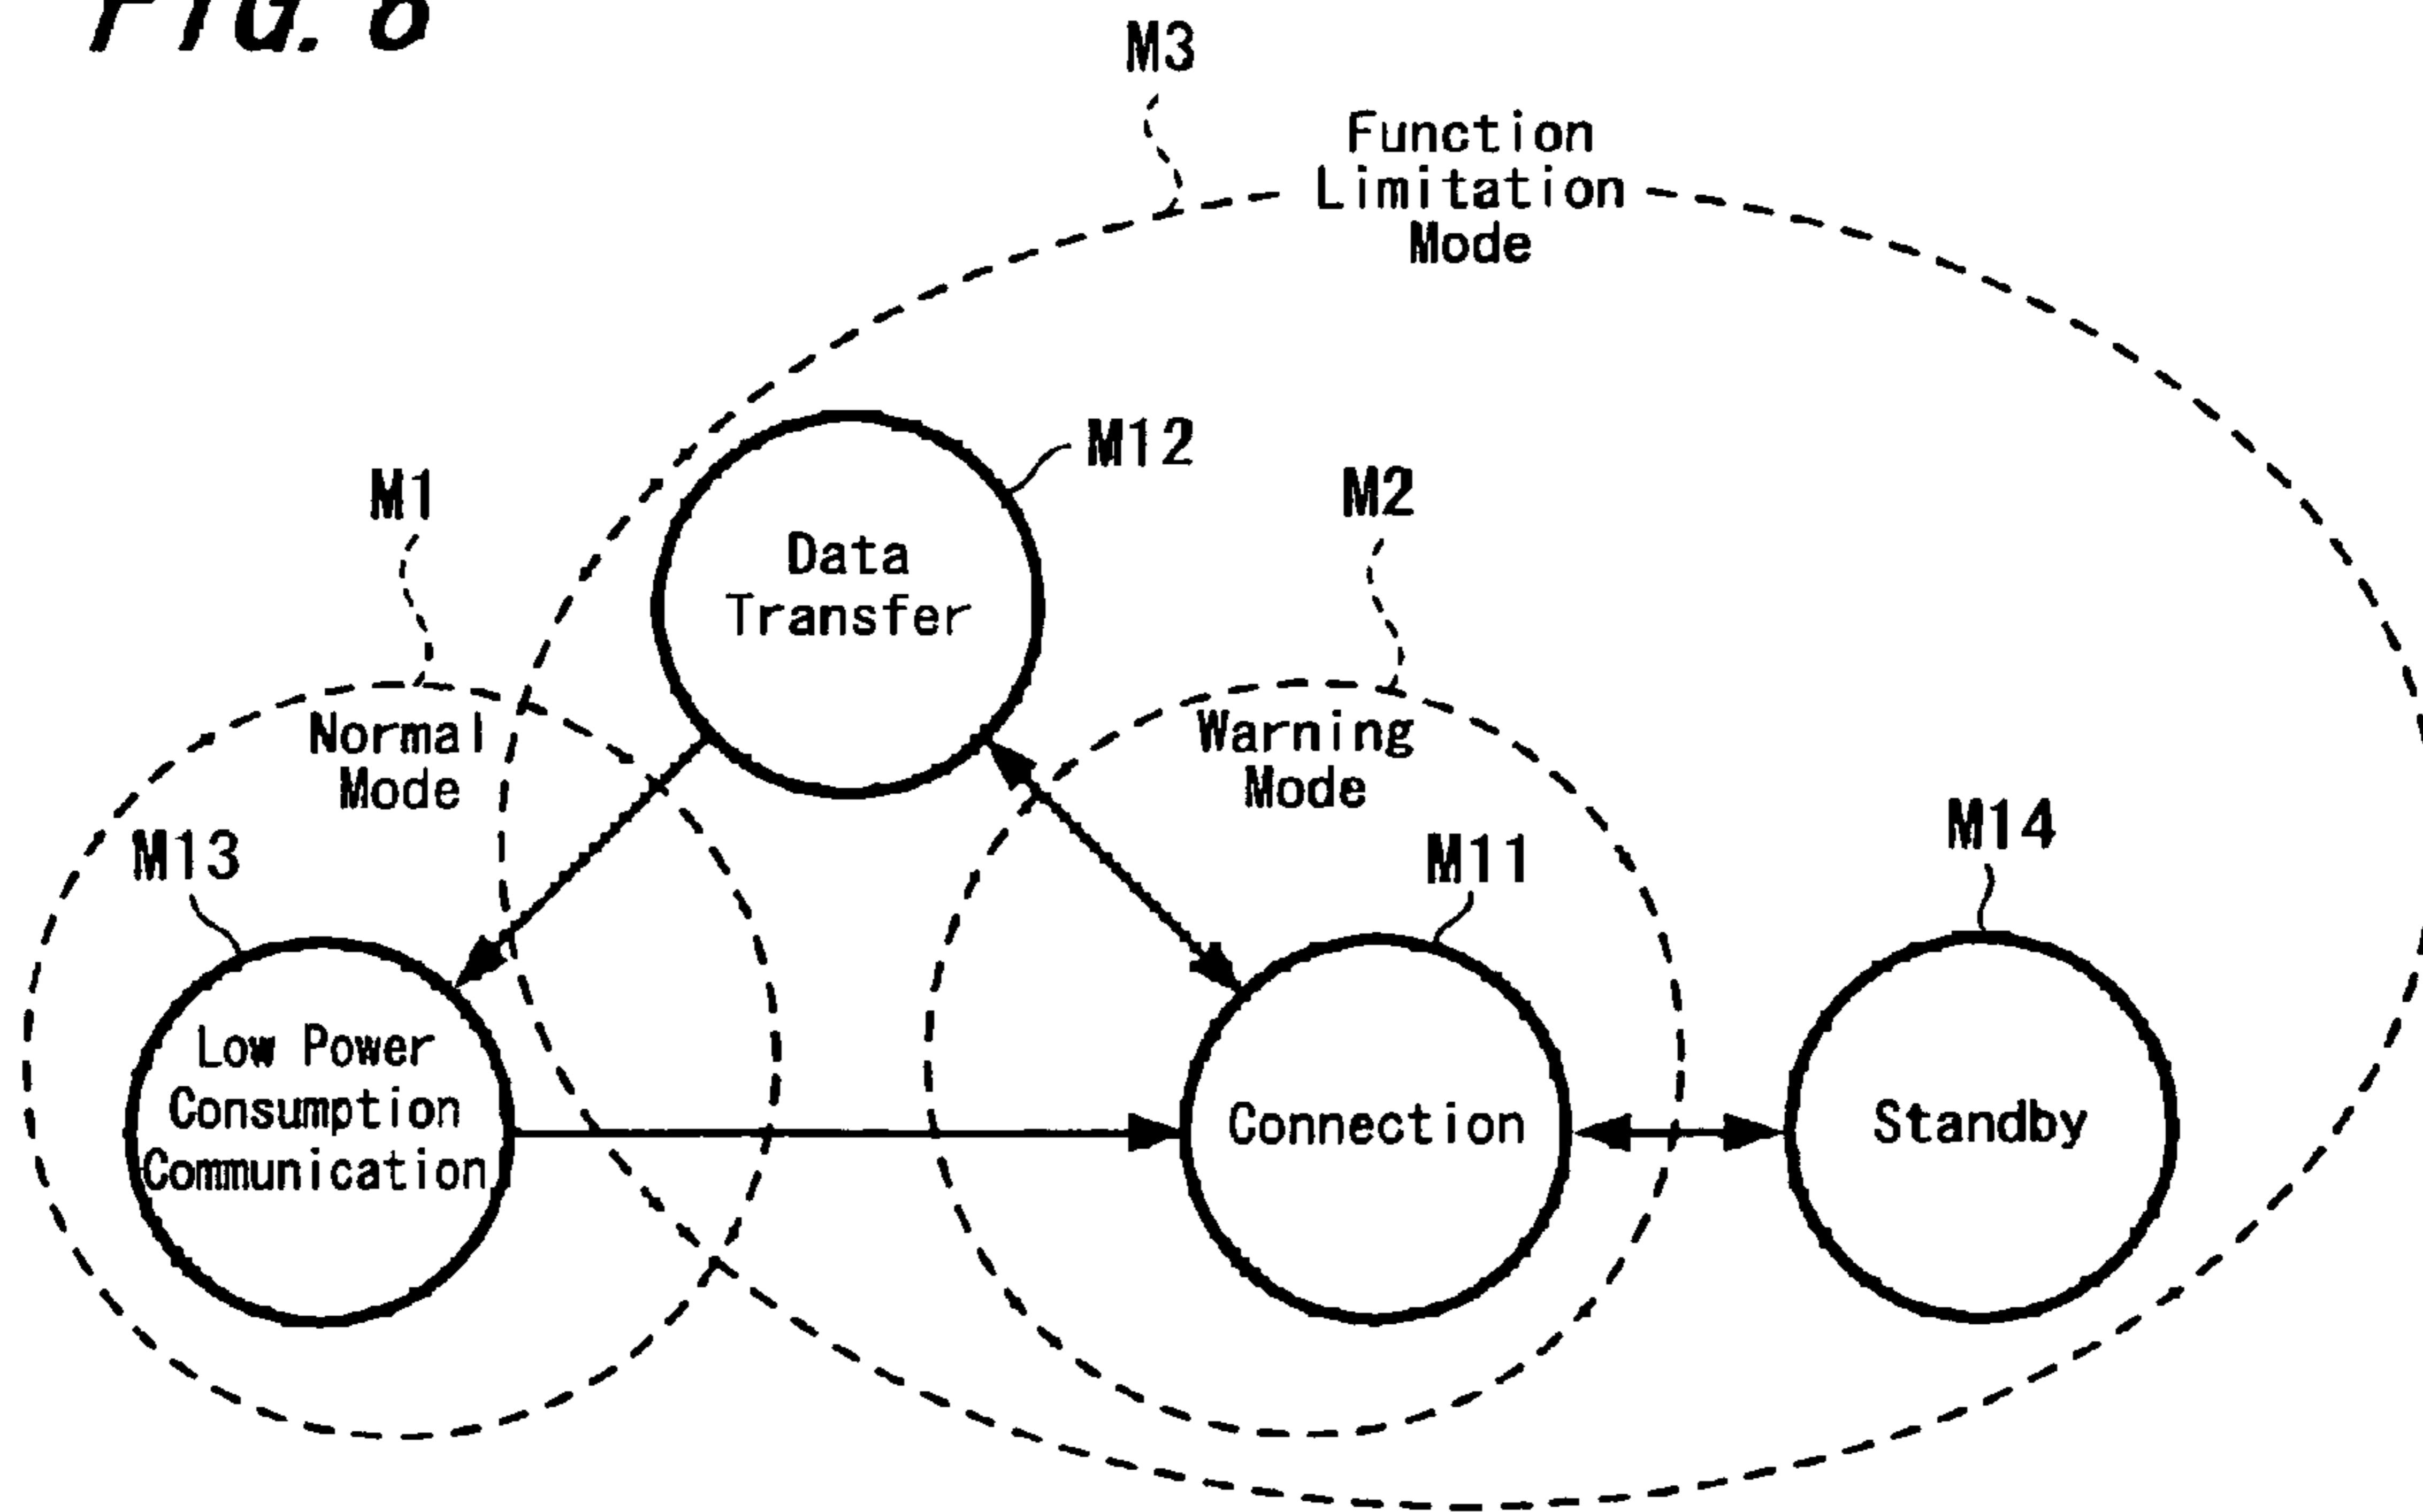 FIG. 8
M3
Function
Limitation
Mode
M12
M1
M2
Data
Transfer
Normal
Mode
Warning
Mode
M13
M11
M14
Low Power
Consumption
Communication
Connection
Standby